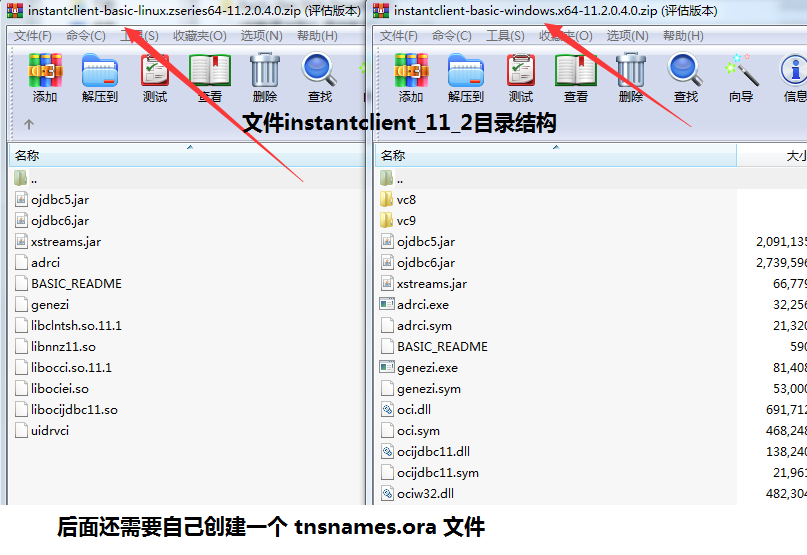 instantclient-basic-linux.zseries64-11.2.0.4.0.zip (评估版本)
文件(F) 命令(C) 工具(S) 收藏夹(O) 选项(N) 帮助(H)
添加 解压到 测试 查看 删除 查找
名称
..
ojdbc5.jar
ojdbc6.jar
xstreams.jar
adrci
BASIC_README
genezi
libclntsh.so.11.1
libnnz11.so
libocci.so.11.1
libociei.so
libocijdbc11.so
uidrvci
instantclient-basic-windows.x64-11.2.0.4.0.zip (评估版本)
文件(F) 命令(C) 工具(S) 收藏夹(O) 选项(N) 帮助(H)
添加 解压到 测试 查看 删除 查找 向导 信息
文件instantclient_11_2目录结构
名称 大小
..
vc8
vc9
ojdbc5.jar 2,091,135
ojdbc6.jar 2,739,596
xstreams.jar 66,779
adrci.exe 32,256
adrci.sym 21,320
BASIC_README 590
genezi.exe 81,408
genezi.sym 53,000
oci.dll 691,712
oci.sym 468,248
ocijdbc11.dll 138,240
ocijdbc11.sym 21,961
ociw32.dll 482,304
后面还需要自己创建一个 tnsnames.ora 文件